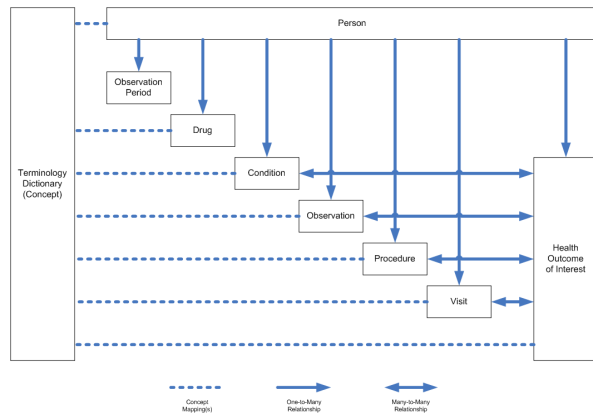 Person
Observation
Period
Drug
Terminology
Dictionary
(Concept)
Condition
Observation
Health
Outcome
of Interest
Procedure
Visit
Concept
Mapping(s)
One-to-Many
Relationship
Many-to-Many
Relationship